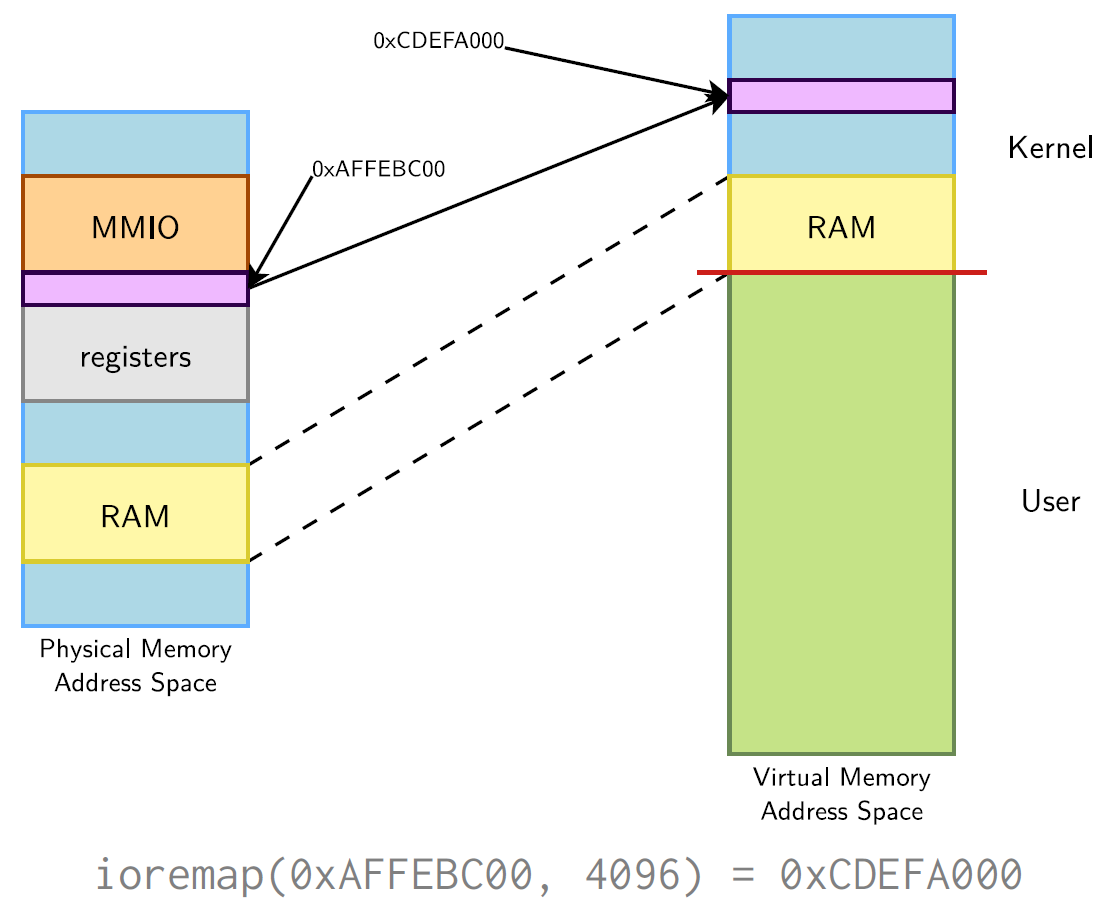 0xCDEFA000
0xAFFEBC00
Kernel
MMIO
RAM
registers
User
RAM
Physical Memory
Address Space
Virtual Memory
Address Space
ioremap(0xAFFEBC00, 4096) = 0xCDEFA000